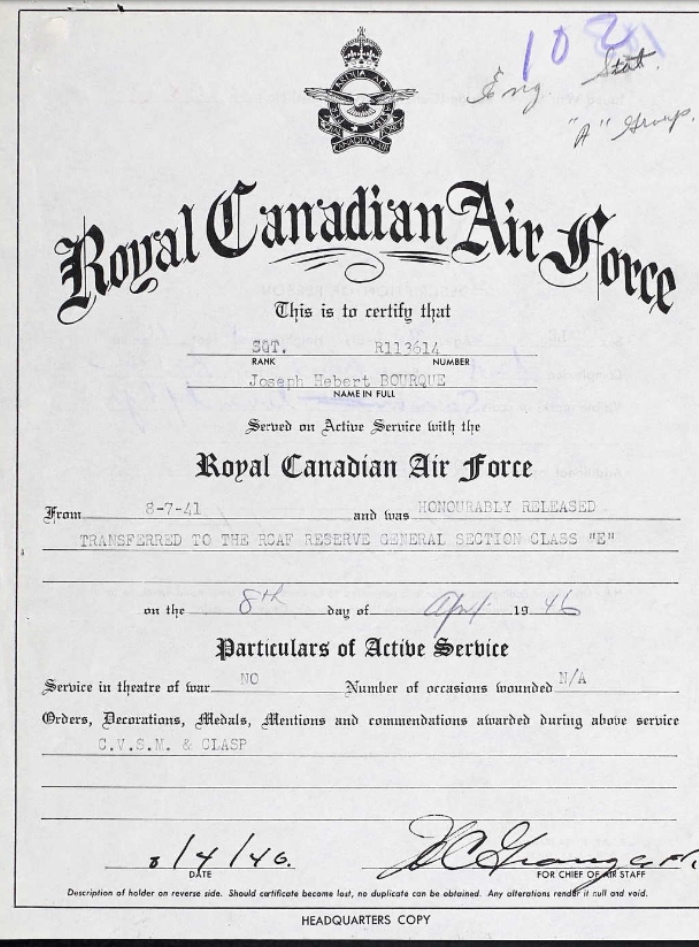 102
Eng Stat.
"A" Group.
Royal Canadian Air Force
This is to certify that
SGT. R113614
RANK NUMBER
Joseph Hebert BOURQUE
NAME IN FULL
Served on Active Service with the
Royal Canadian Air Force
From 8-7-41 and was HONOURABLY RELEASED
TRANSFERRED TO THE RCAF RESERVE GENERAL SECTION CLASS "E"
on the 8th day of April 19 46
Particulars of Active Service
Service in theatre of war NO Number of occasions wounded N/A
Orders, Decorations, Medals, Mentions and commendations awarded during above service
C.V.S.M. & CLASP
8/4/46.
DATE FOR CHIEF OF AIR STAFF
Description of holder on reverse side. Should certificate become lost, no duplicate can be obtained. Any alterations render it null and void.
HEADQUARTERS COPY